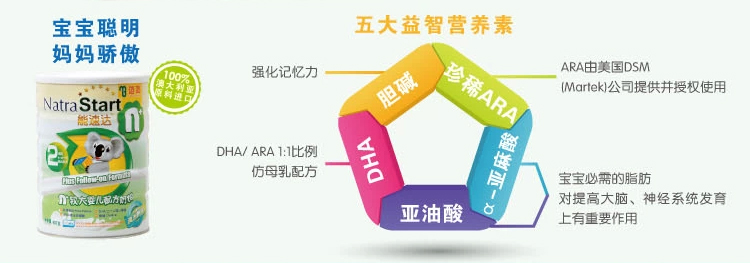 宝宝聪明
妈妈骄傲
100%
澳大利亚
原料进口
NatraStart
能速达
n+
2
Plus Follow-on Formula
较大婴儿配方奶粉
五大益智营养素
强化记忆力
胆碱
珍稀ARA
ARA由美国DSM
(Martek)公司提供并授权使用
DHA/ ARA 1:1比例
仿母乳配方
DHA
α-亚麻酸
亚油酸
宝宝必需的脂肪
对提高大脑、神经系统发育
上有重要作用